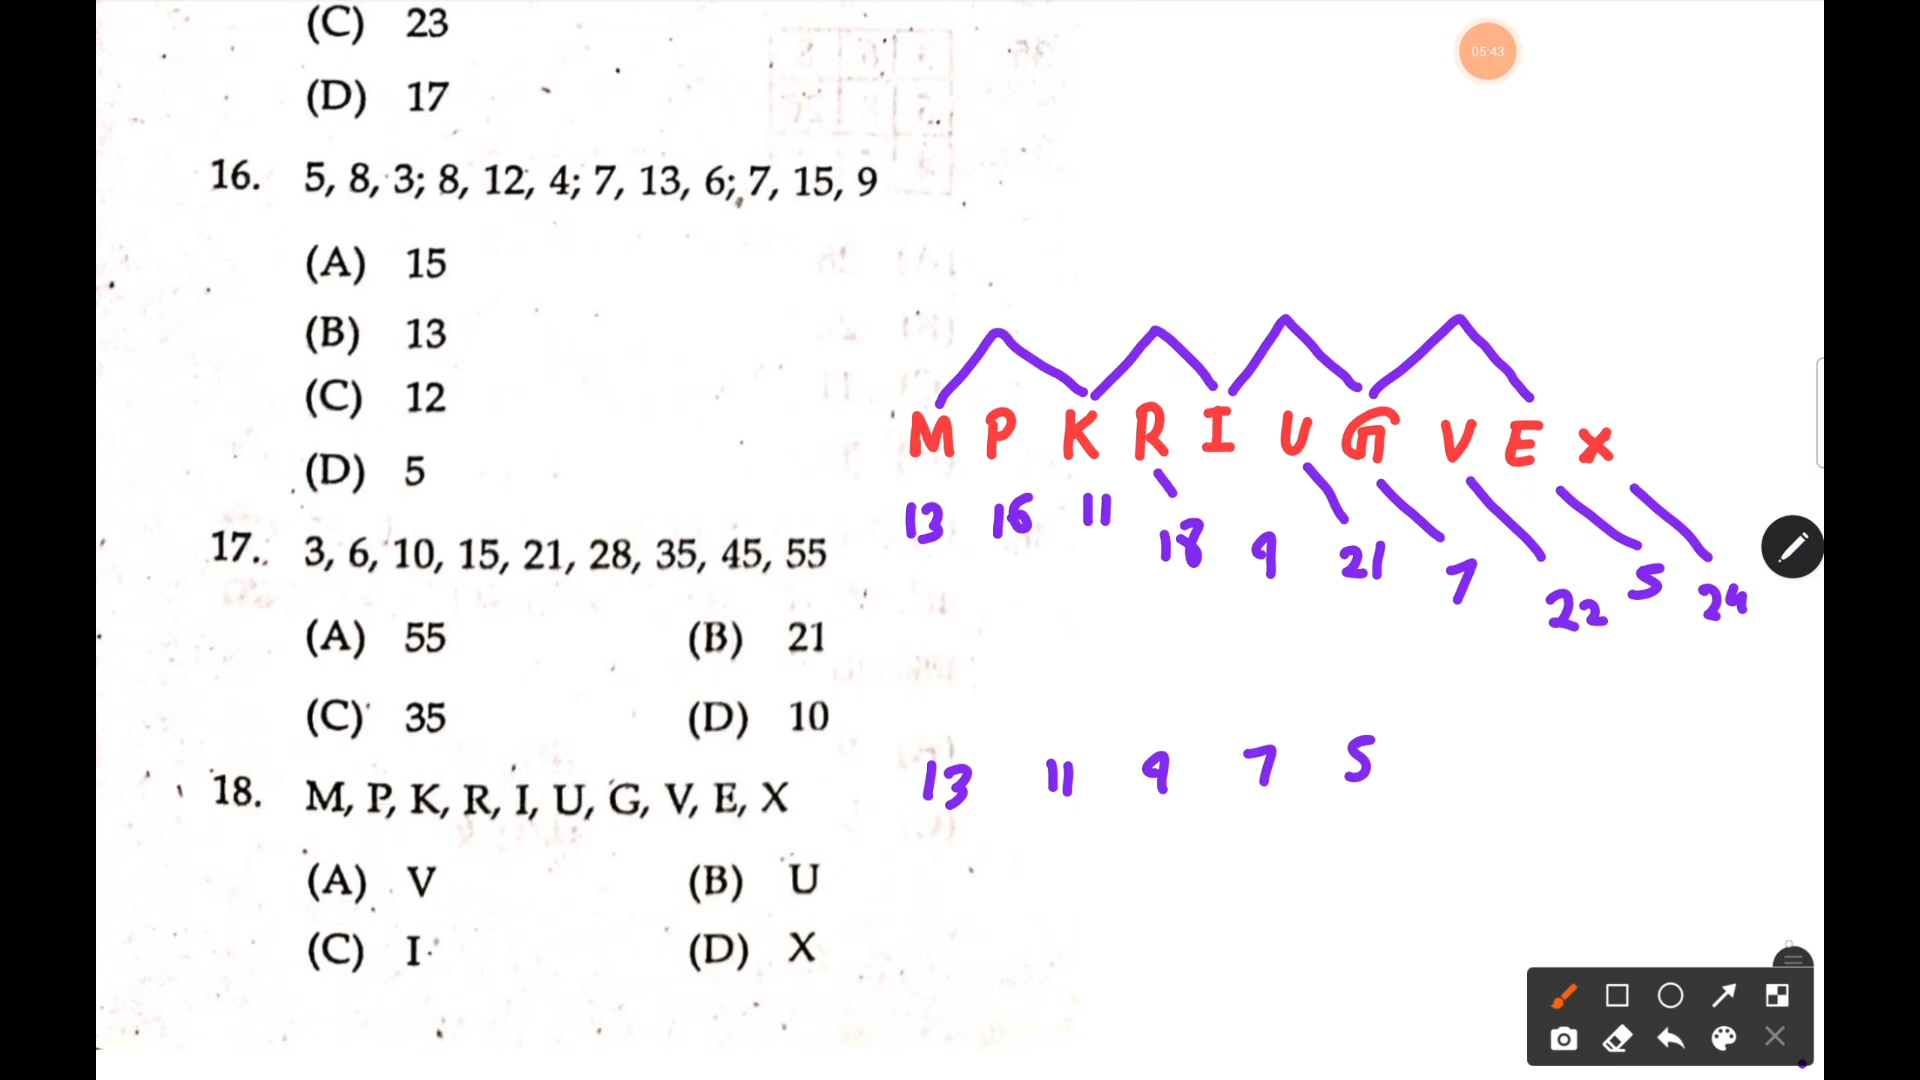 (C) 23
(D) 17
05:43
16. 5, 8, 3; 8, 12, 4; 7, 13, 6; 7, 15, 9
(A) 15
(B) 13
(C) 12
(D) 5
M P K R I U G V E X
13 16 11 18 9 21 7 22 5 24
17. 3, 6, 10, 15, 21, 28, 35, 45, 55
(A) 55 (B) 21
(C) 35 (D) 10
18. M, P, K, R, I, U, G, V, E, X
13 11 9 7 5
(A) V (B) U
(C) I (D) X